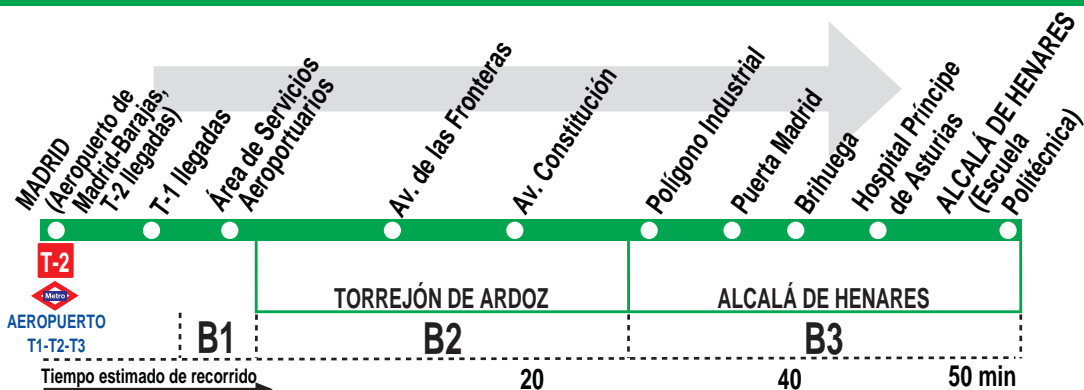 MADRID
(Aeropuerto de
Madrid-Barajas,
T-2 llegadas)
T-1 llegadas
Área de Servicios
Aeroportuarios
Av. de las Fronteras
Av. Constitución
Polígono Industrial
Puerta Madrid
Brihuega
Hospital Príncipe
de Asturias
ALCALÁ DE HENARES
(Escuela
Politécnica)
T-2
Metro
AEROPUERTO
T1-T2-T3
TORREJÓN DE ARDOZ
ALCALÁ DE HENARES
B1
B2
B3
Tiempo estimado de recorrido
20
40
50 min